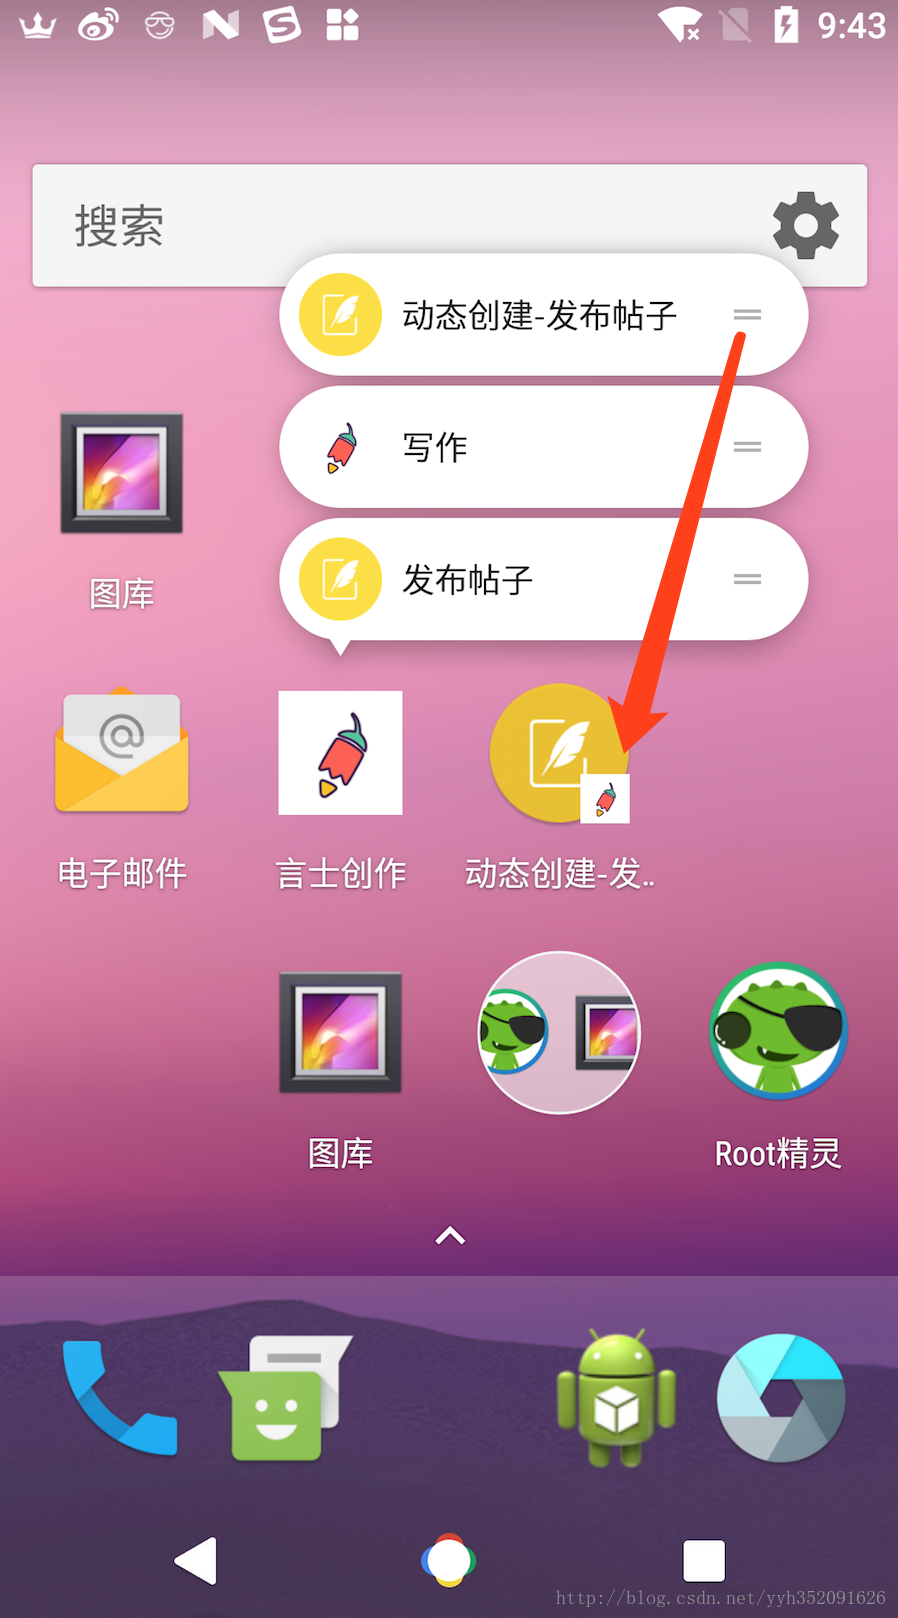 9:43
搜索
动态创建-发布帖子
写作
发布帖子
图库
@
电子邮件
言士创作
动态创建-发..
图库
Root精灵
http://blog.csdn.net/yyh352091626